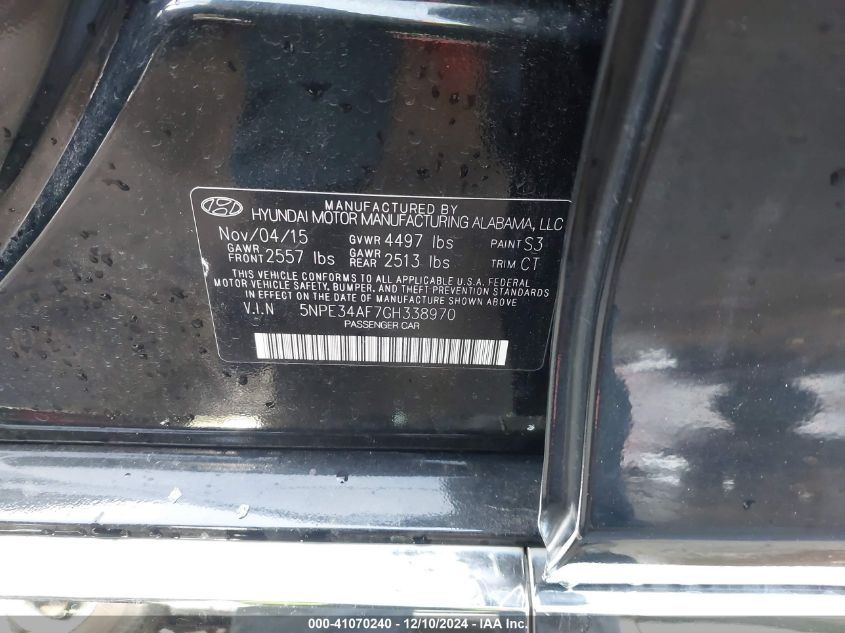 MANUFACTURED BY
HYUNDAI MOTOR MANUFACTURING ALABAMA, LLC
Nov/04/15 GVWR 4497 lbs PAINT S3
GAWR FRONT 2557 lbs GAWR REAR 2513 lbs TRIM CT
THIS VEHICLE CONFORMS TO ALL APPLICABLE U.S.A. FEDERAL
MOTOR VEHICLE SAFETY, BUMPER, AND THEFT PREVENTION STANDARDS
IN EFFECT ON THE DATE OF MANUFACTURE SHOWN ABOVE.
V.I.N 5NPE34AF7GH338970
PASSENGER CAR
000-41070240 - 12/10/2024 - IAA Inc.